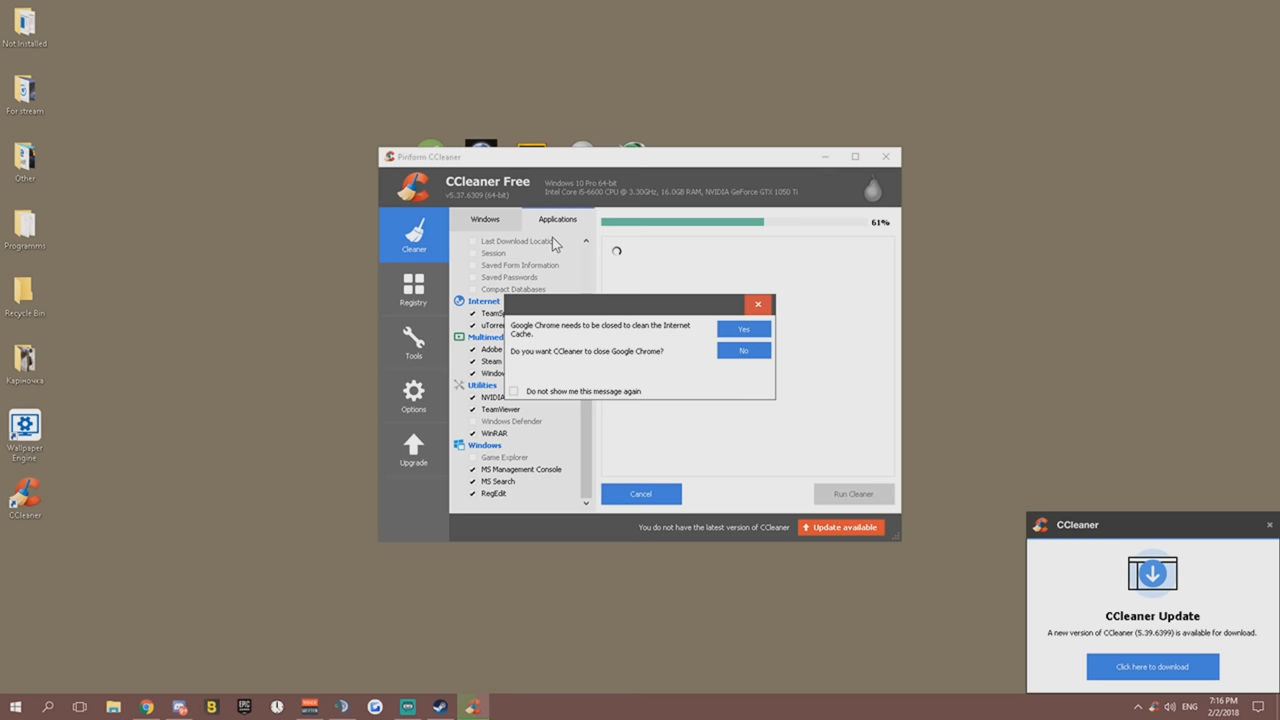 Not Installed
For stream
Other
Programms
Recycle Bin
Каріночка
Wallpaper
Engine
CCleaner
Piriform CCleaner
CCleaner Free
v5.37.6309 (64-bit)
Windows 10 Pro 64-bit
Intel Core i5-6600 CPU @ 3.30GHz, 16.0GB RAM, NVIDIA GeForce GTX 1050 Ti
Cleaner
Registry
Tools
Options
Upgrade
Windows
Applications
61%
Last Download Locatio
Session
Saved Form Information
Saved Passwords
Compact Databases
Internet
TeamS
uTorre
Multimed
Adobe
Steam
Window
Utilities
NVIDIA
TeamViewer
Windows Defender
WinRAR
Windows
Game Explorer
MS Management Console
MS Search
RegEdit
Google Chrome needs to be closed to clean the Internet
Cache.
Do you want CCleaner to close Google Chrome?
Yes
No
Do not show me this message again
Cancel
Run Cleaner
You do not have the latest version of CCleaner
Update available
CCleaner
CCleaner Update
A new version of CCleaner (5.39.6399) is available for download.
Click here to download
EPIC
ENG
7:16 PM
2/2/2018